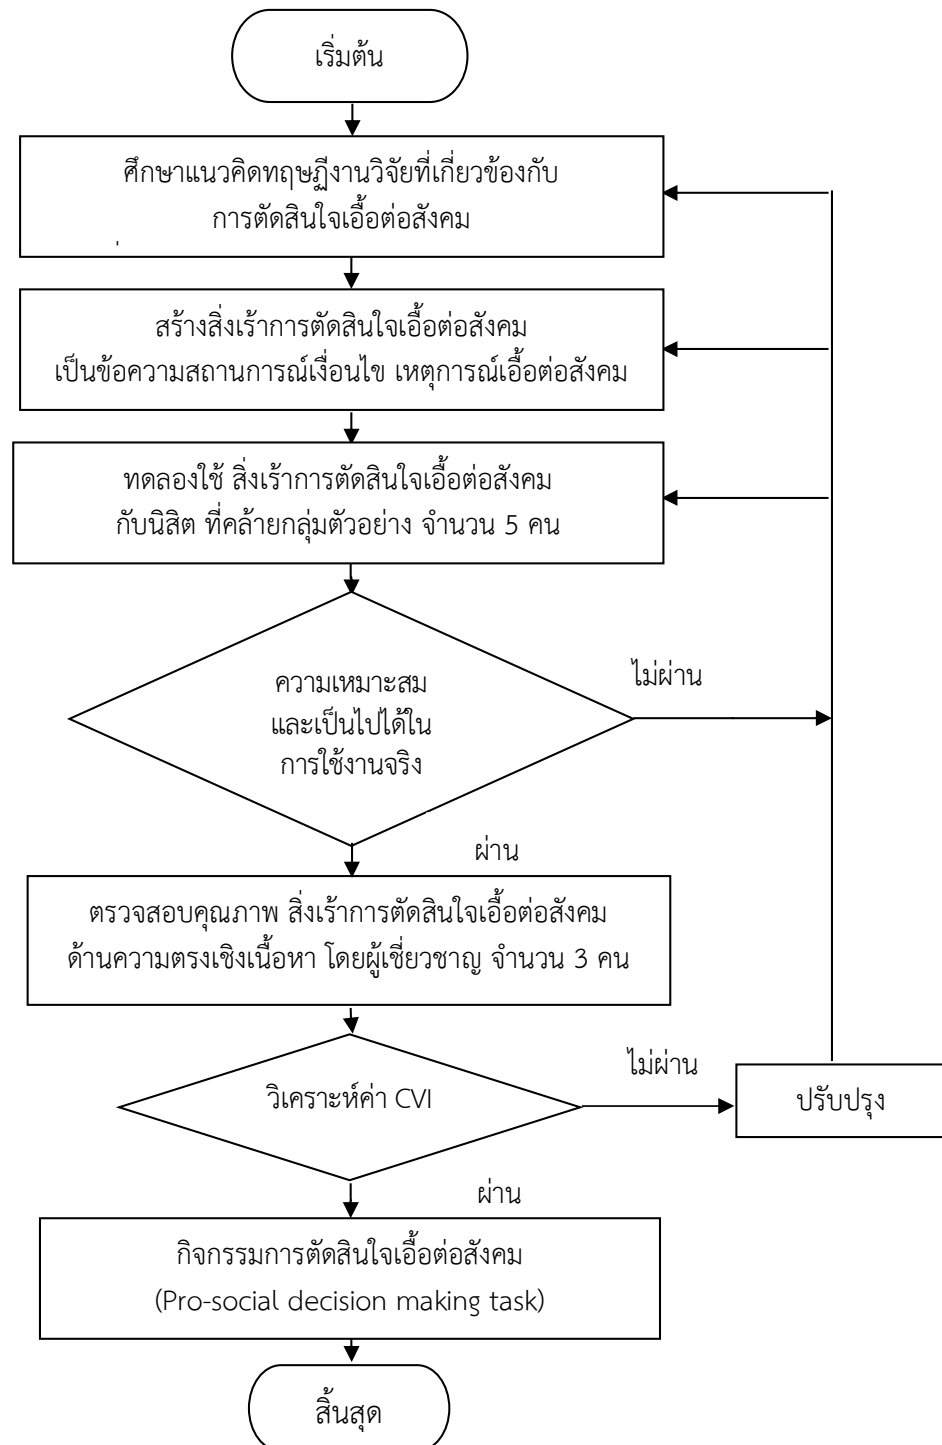 เริ่มต้น
ศึกษาแนวคิดทฤษฎีงานวิจัยที่เกี่ยวข้องกับ
การตัดสินใจเอื้อต่อสังคม
สร้างสิ่งเร้าการตัดสินใจเอื้อต่อสังคม
เป็นข้อความสถานการณ์เงื่อนไข เหตุการณ์เอื้อต่อสังคม
ทดลองใช้ สิ่งเร้าการตัดสินใจเอื้อต่อสังคม
กับนิสิต ที่คล้ายกลุ่มตัวอย่าง จำนวน 5 คน
ความเหมาะสม
และเป็นไปได้ใน
การใช้งานจริง
ไม่ผ่าน
ผ่าน
ตรวจสอบคุณภาพ สิ่งเร้าการตัดสินใจเอื้อต่อสังคม
ด้านความตรงเชิงเนื้อหา โดยผู้เชี่ยวชาญ จำนวน 3 คน
วิเคราะห์ค่า CVI
ไม่ผ่าน
ปรับปรุง
ผ่าน
กิจกรรมการตัดสินใจเอื้อต่อสังคม
(Pro-social decision making task)
สิ้นสุด